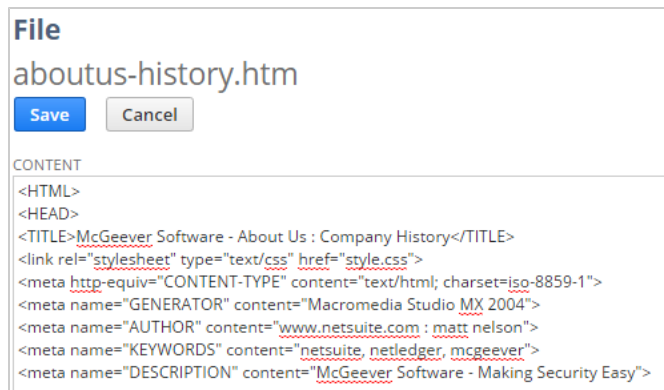 File
aboutus-history.htm
Save Cancel
CONTENT
<HTML>
<HEAD>
<TITLE>McGeever Software - About Us : Company History</TITLE>
<link rel="stylesheet" type="text/css" href="style.css">
<meta http-equiv="CONTENT-TYPE" content="text/html; charset=iso-8859-1">
<meta name="GENERATOR" content="Macromedia Studio MX 2004">
<meta name="AUTHOR" content="www.netsuite.com : matt nelson">
<meta name="KEYWORDS" content="netsuite, netledger, mcgeever">
<meta name="DESCRIPTION" content="McGeever Software - Making Security Easy">